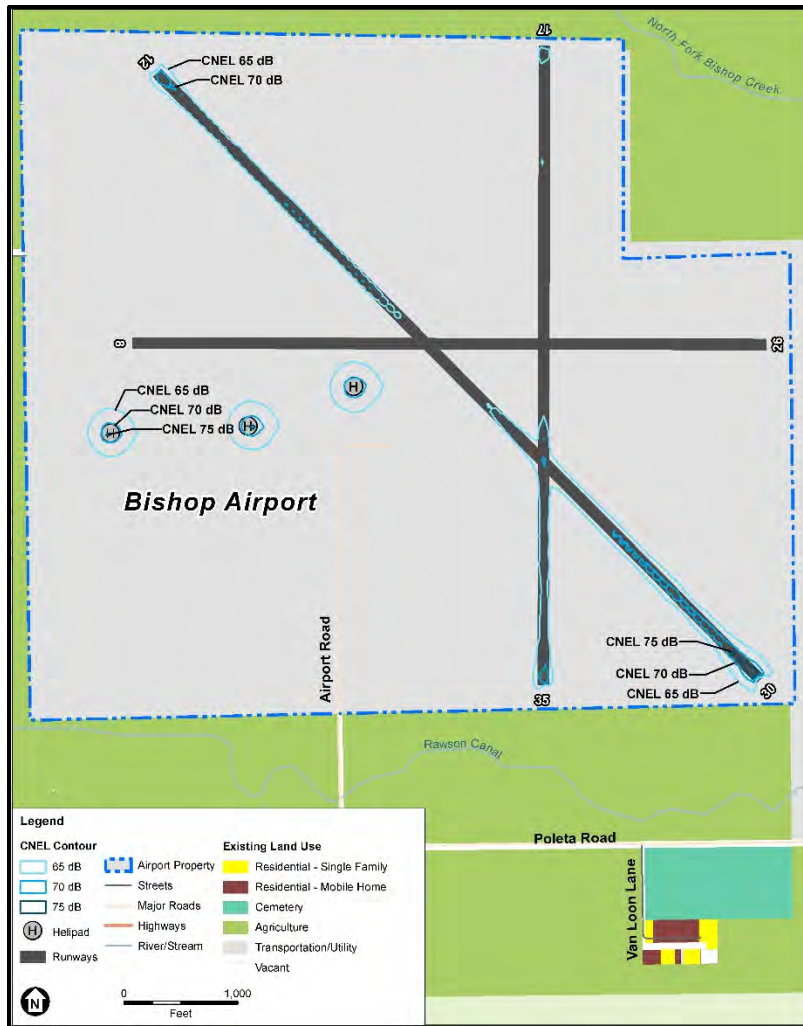 North Fork Bishop Creek
17
CNEL 65 dB
CNEL 70 dB
8
26
CNEL 65 dB
CNEL 70 dB
CNEL 75 dB
H
H
H
Bishop Airport
Airport Road
CNEL 75 dB
CNEL 70 dB
CNEL 65 dB
30
35
Rawson Canal
Poleta Road
Van Loon Lane
Legend
CNEL Contour
65 dB
70 dB
75 dB
H Helipad
Runways
Airport Property
Streets
Major Roads
Highways
River/Stream
Existing Land Use
Residential - Single Family
Residential - Mobile Home
Cemetery
Agriculture
Transportation/Utility
Vacant
N
0 1,000
Feet